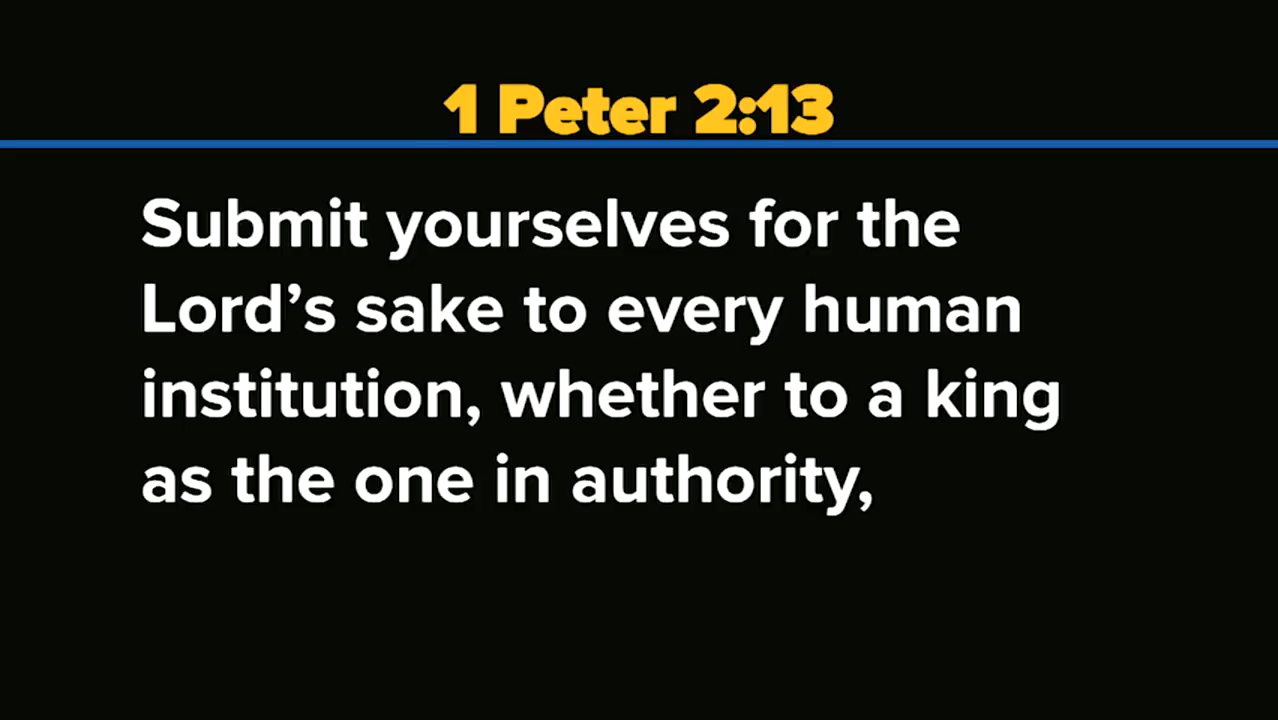 1 Peter 2:13
Submit yourselves for the
Lord’s sake to every human
institution, whether to a king
as the one in authority,